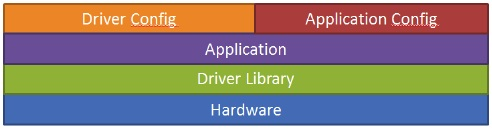 Driver Config
Application Config
Application
Driver Library
Hardware